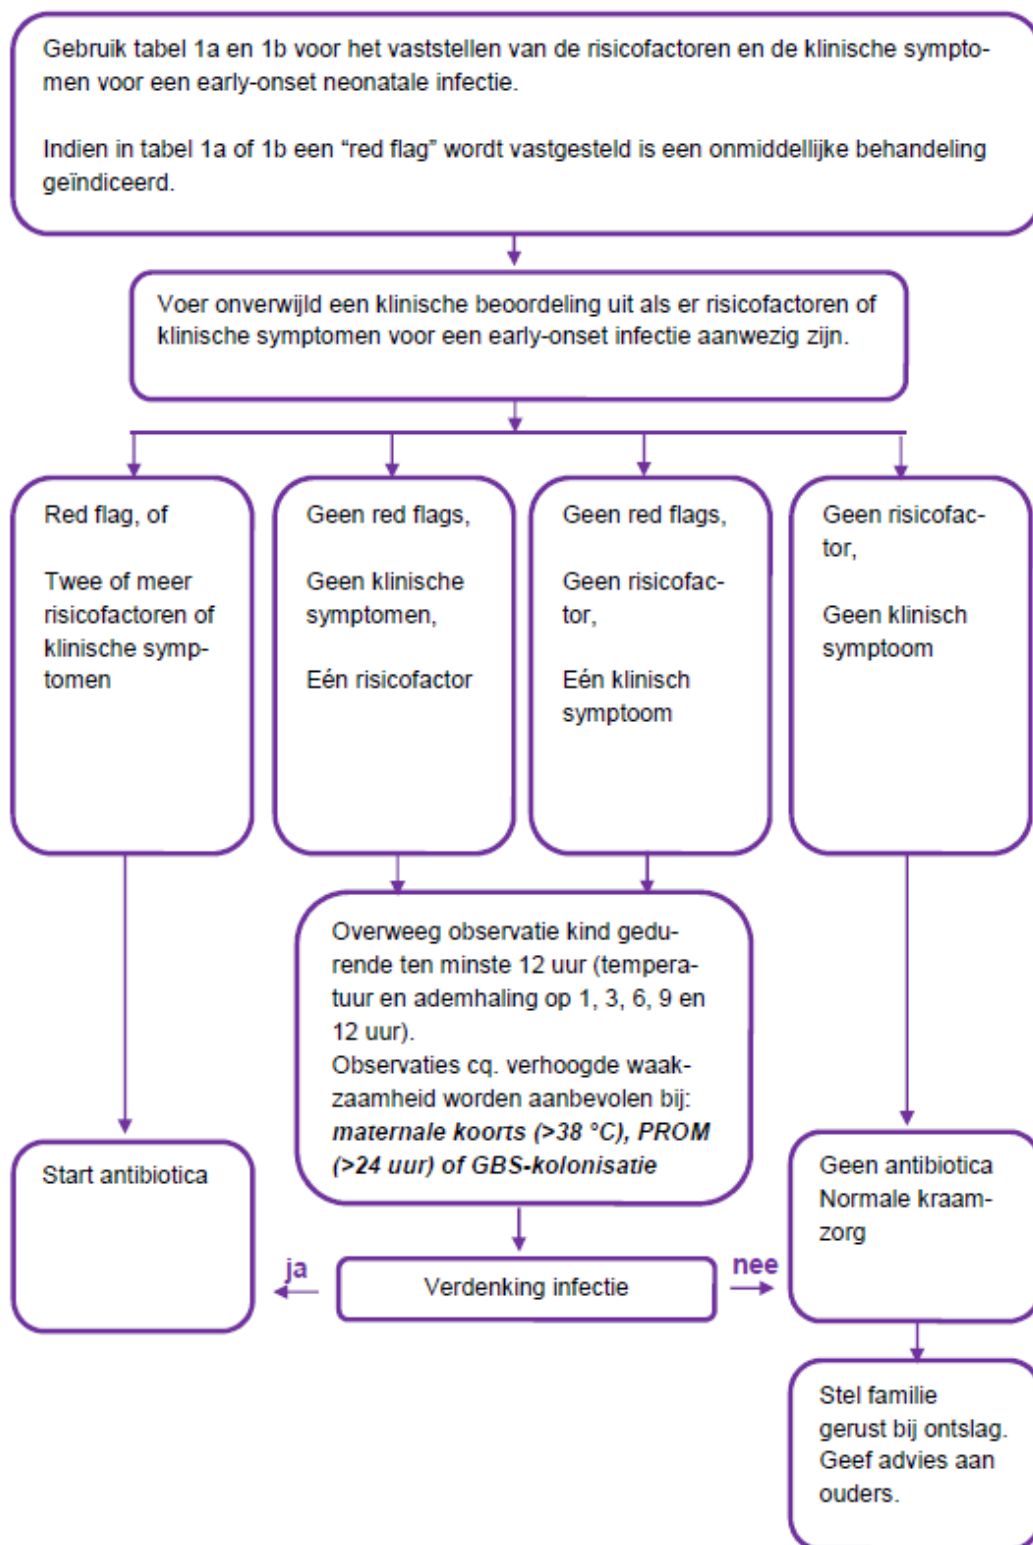 Gebruik tabel 1a en 1b voor het vaststellen van de risicofactoren en de klinische sympto-
men voor een early-onset neonatale infectie.
Indien in tabel 1a of 1b een “red flag” wordt vastgesteld is een onmiddellijke behandeling
geïndiceerd.
Voer onverwijld een klinische beoordeling uit als er risicofactoren of
klinische symptomen voor een early-onset infectie aanwezig zijn.
Red flag, of
Twee of meer
risicofactoren of
klinische symp-
tomen
Geen red flags,
Geen klinische
symptomen,
Eén risicofactor
Geen red flags,
Geen risicofac-
tor,
Eén klinisch
symptoom
Geen risicofac-
tor,
Geen klinisch
symptoom
Overweeg observatie kind gedu-
rende ten minste 12 uur (tempera-
tuur en ademhaling op 1, 3, 6, 9 en
12 uur).
Observaties cq. verhoogde waak-
zaamheid worden aanbevolen bij:
maternale koorts (>38 °C), PROM
(>24 uur) of GBS-kolonisatie
Start antibiotica
ja
Verdenking infectie
nee
Geen antibiotica
Normale kraam-
zorg
Stel familie
gerust bij ontslag.
Geef advies aan
ouders.